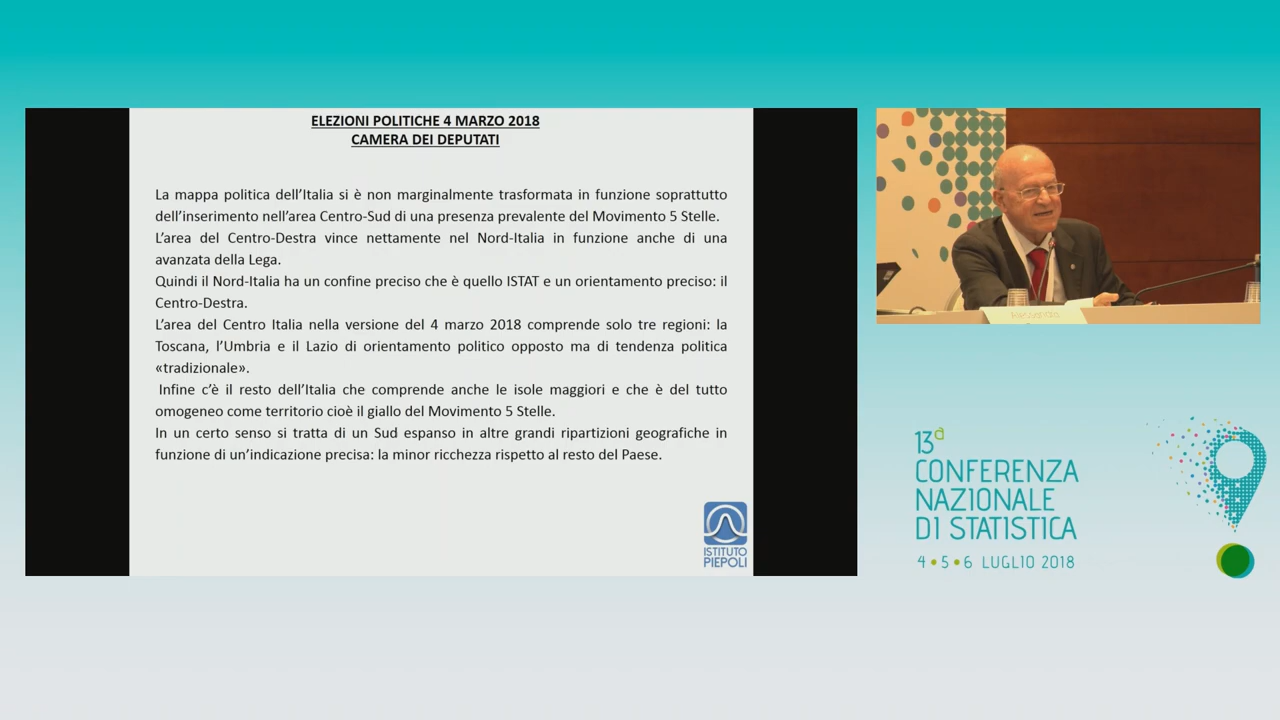 ELEZIONI POLITICHE 4 MARZO 2018
CAMERA DEI DEPUTATI
La mappa politica dell'Italia si è non marginalmente trasformata in funzione soprattutto
dell'inserimento nell'area Centro-Sud di una presenza prevalente del Movimento 5 Stelle.
L'area del Centro-Destra vince nettamente nel Nord-Italia in funzione anche di una
avanzata della Lega.
Quindi il Nord-Italia ha un confine preciso che è quello ISTAT e un orientamento preciso: il
Centro-Destra.
L'area del Centro Italia nella versione del 4 marzo 2018 comprende solo tre regioni: la
Toscana, l'Umbria e il Lazio di orientamento politico opposto ma di tendenza politica
«tradizionale».
Infine c'è il resto dell'Italia che comprende anche le isole maggiori e che è del tutto
omogeneo come territorio cioè il giallo del Movimento 5 Stelle.
In un certo senso si tratta di un Sud espanso in altre grandi ripartizioni geografiche in
funzione di un'indicazione precisa: la minor ricchezza rispetto al resto del Paese.
ISTITUTO
PIEPOLI
13a
CONFERENZA
NAZIONALE
DI STATISTICA
4 • 5 • 6 LUGLIO 2018